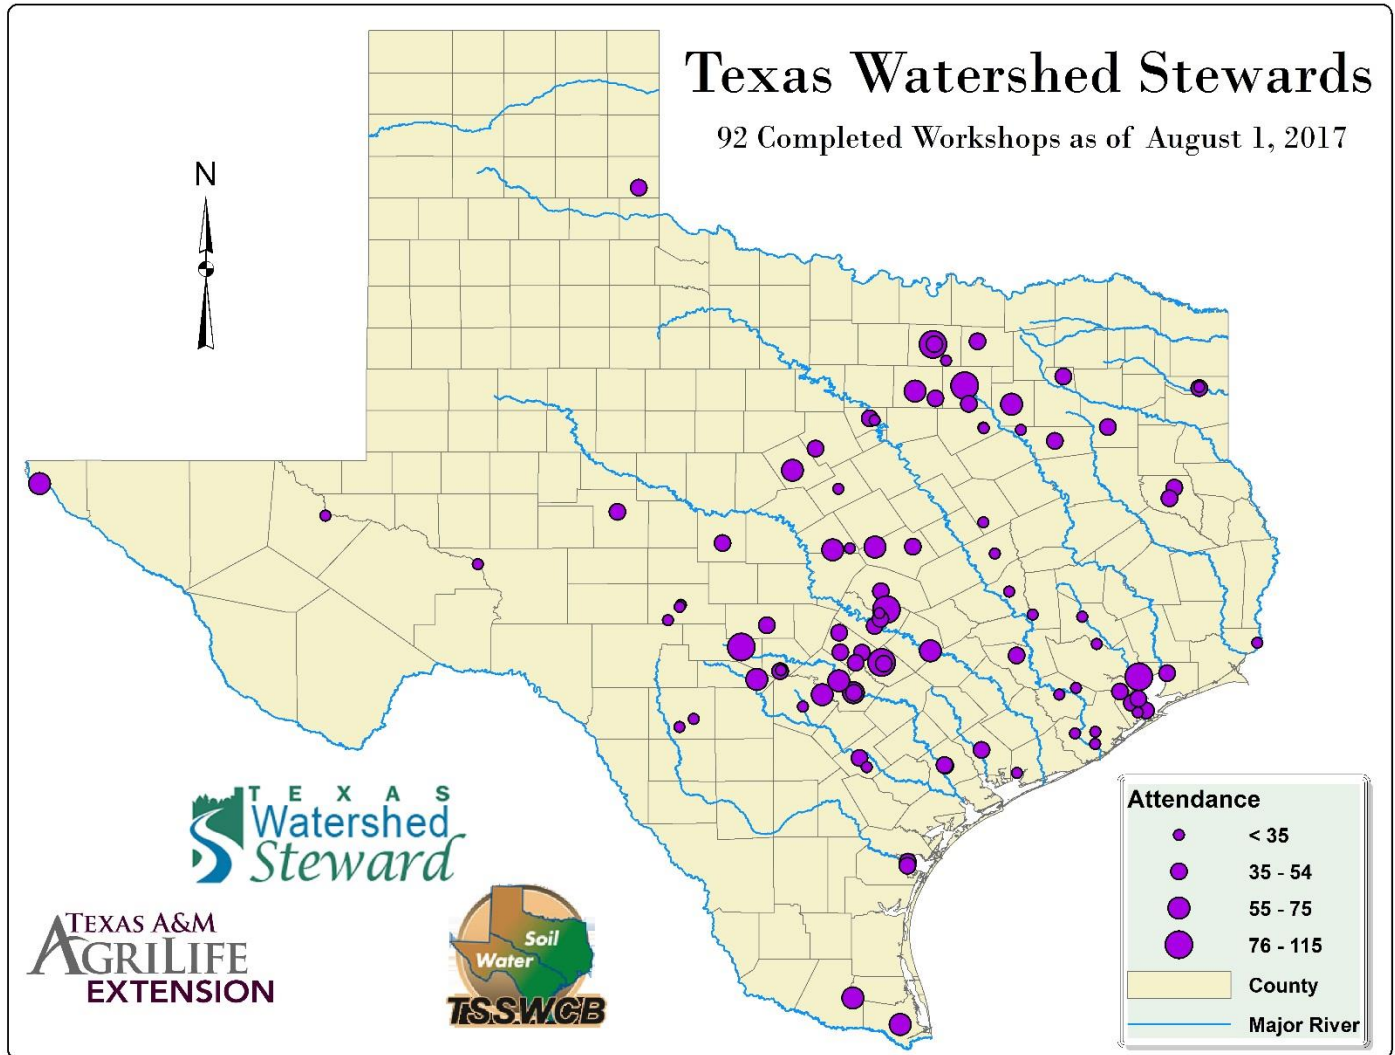 Texas Watershed Stewards
92 Completed Workshops as of August 1, 2017
N
TEXAS
Watershed
Steward
TEXAS A&M
AGRILIFE
EXTENSION
Soil
Water
TSSWCB
Attendance
< 35
35 - 54
55 - 75
76 - 115
County
Major River